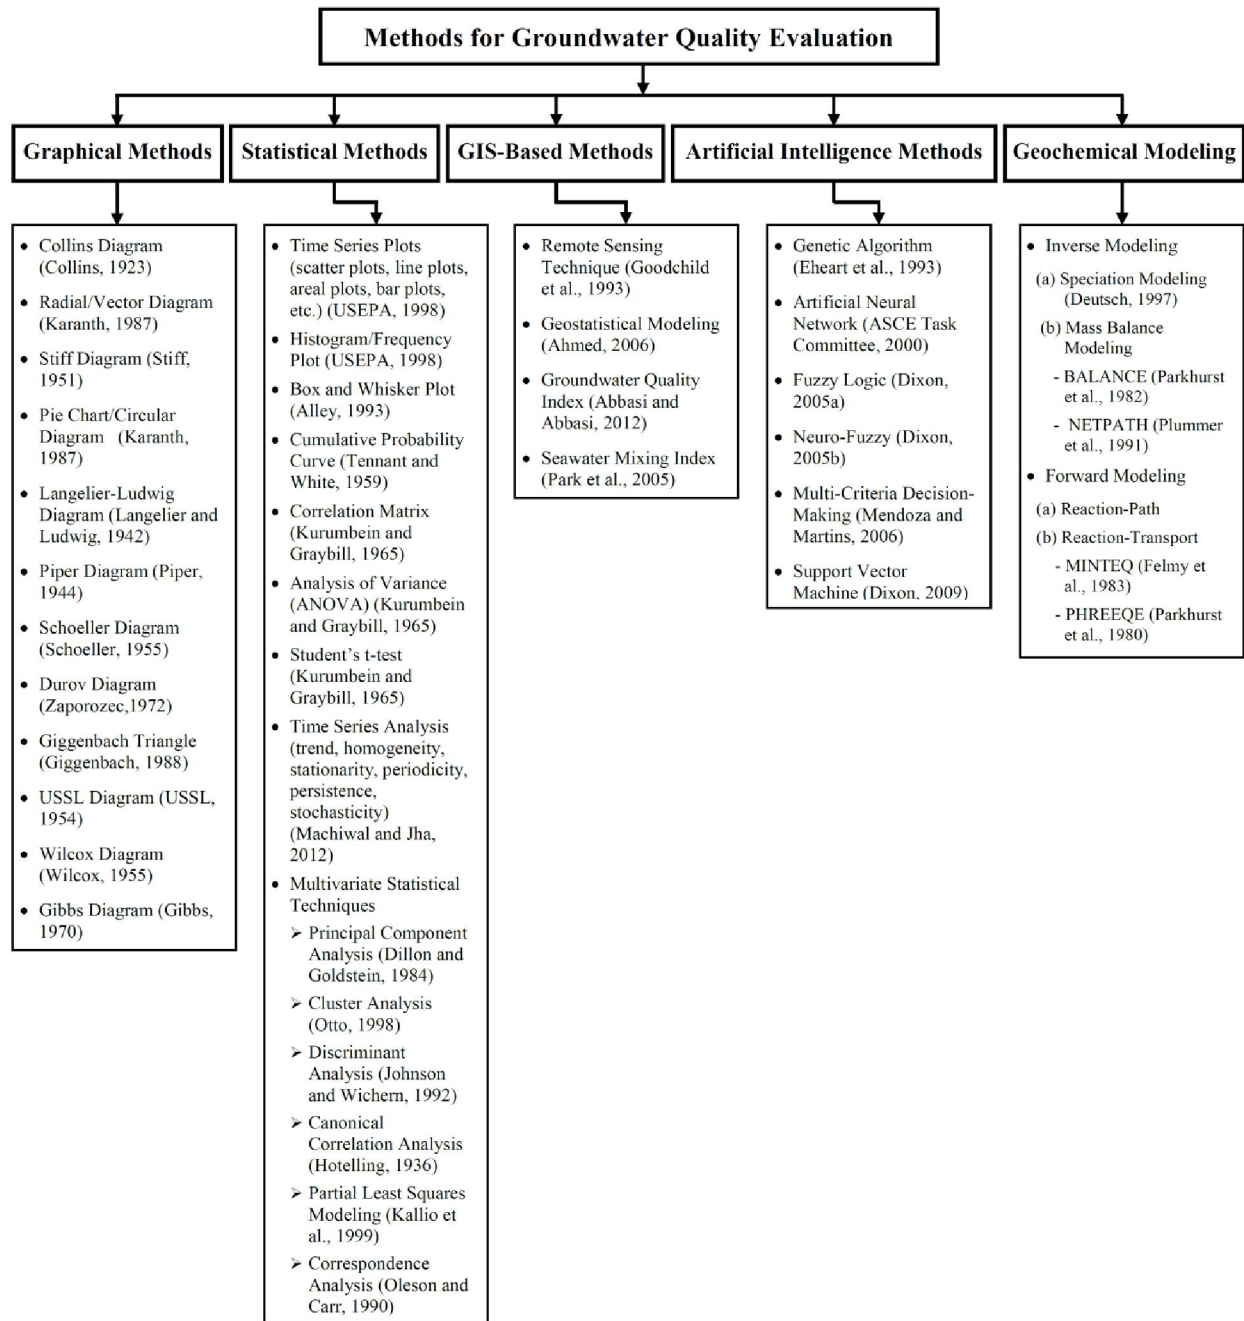 Methods for Groundwater Quality Evaluation
Graphical Methods
Statistical Methods
GIS-Based Methods
Artificial Intelligence Methods
Geochemical Modeling
• Collins Diagram
(Collins, 1923)
• Radial/Vector Diagram
(Karanth, 1987)
• Stiff Diagram (Stiff,
1951)
• Pie Chart/Circular
Diagram (Karanth,
1987)
• Langelier-Ludwig
Diagram (Langelier and
Ludwig, 1942)
• Piper Diagram (Piper,
1944)
• Schoeller Diagram
(Schoeller, 1955)
• Durov Diagram
(Zaporozec,1972)
• Giggenbach Triangle
(Giggenbach, 1988)
• USSL Diagram (USSL,
1954)
• Wilcox Diagram
(Wilcox, 1955)
• Gibbs Diagram (Gibbs,
1970)
• Time Series Plots
(scatter plots, line plots,
areal plots, bar plots,
etc.) (USEPA, 1998)
• Histogram/Frequency
Plot (USEPA, 1998)
• Box and Whisker Plot
(Alley, 1993)
• Cumulative Probability
Curve (Tennant and
White, 1959)
• Correlation Matrix
(Kurumbein and
Graybill, 1965)
• Analysis of Variance
(ANOVA) (Kurumbein
and Graybill, 1965)
• Student’s t-test
(Kurumbein and
Graybill, 1965)
• Time Series Analysis
(trend, homogeneity,
stationarity, periodicity,
persistence,
stochasticity)
(Machiwal and Jha,
2012)
• Multivariate Statistical
Techniques
➢ Principal Component
Analysis (Dillon and
Goldstein, 1984)
➢ Cluster Analysis
(Otto, 1998)
➢ Discriminant
Analysis (Johnson
and Wichern, 1992)
➢ Canonical
Correlation Analysis
(Hotelling, 1936)
➢ Partial Least Squares
Modeling (Kallio et
al., 1999)
➢ Correspondence
Analysis (Oleson and
Carr, 1990)
• Remote Sensing
Technique (Goodchild
et al., 1993)
• Geostatistical Modeling
(Ahmed, 2006)
• Groundwater Quality
Index (Abbasi and
Abbasi, 2012)
• Seawater Mixing Index
(Park et al., 2005)
• Genetic Algorithm
(Eheart et al., 1993)
• Artificial Neural
Network (ASCE Task
Committee, 2000)
• Fuzzy Logic (Dixon,
2005a)
• Neuro-Fuzzy (Dixon,
2005b)
• Multi-Criteria Decision-
Making (Mendoza and
Martins, 2006)
• Support Vector
Machine (Dixon, 2009)
• Inverse Modeling
(a) Speciation Modeling
(Deutsch, 1997)
(b) Mass Balance
Modeling
- BALANCE (Parkhurst
et al., 1982)
- NETPATH (Plummer
et al., 1991)
• Forward Modeling
(a) Reaction-Path
(b) Reaction-Transport
- MINTEQ (Felmy et
al., 1983)
- PHREEQE (Parkhurst
et al., 1980)